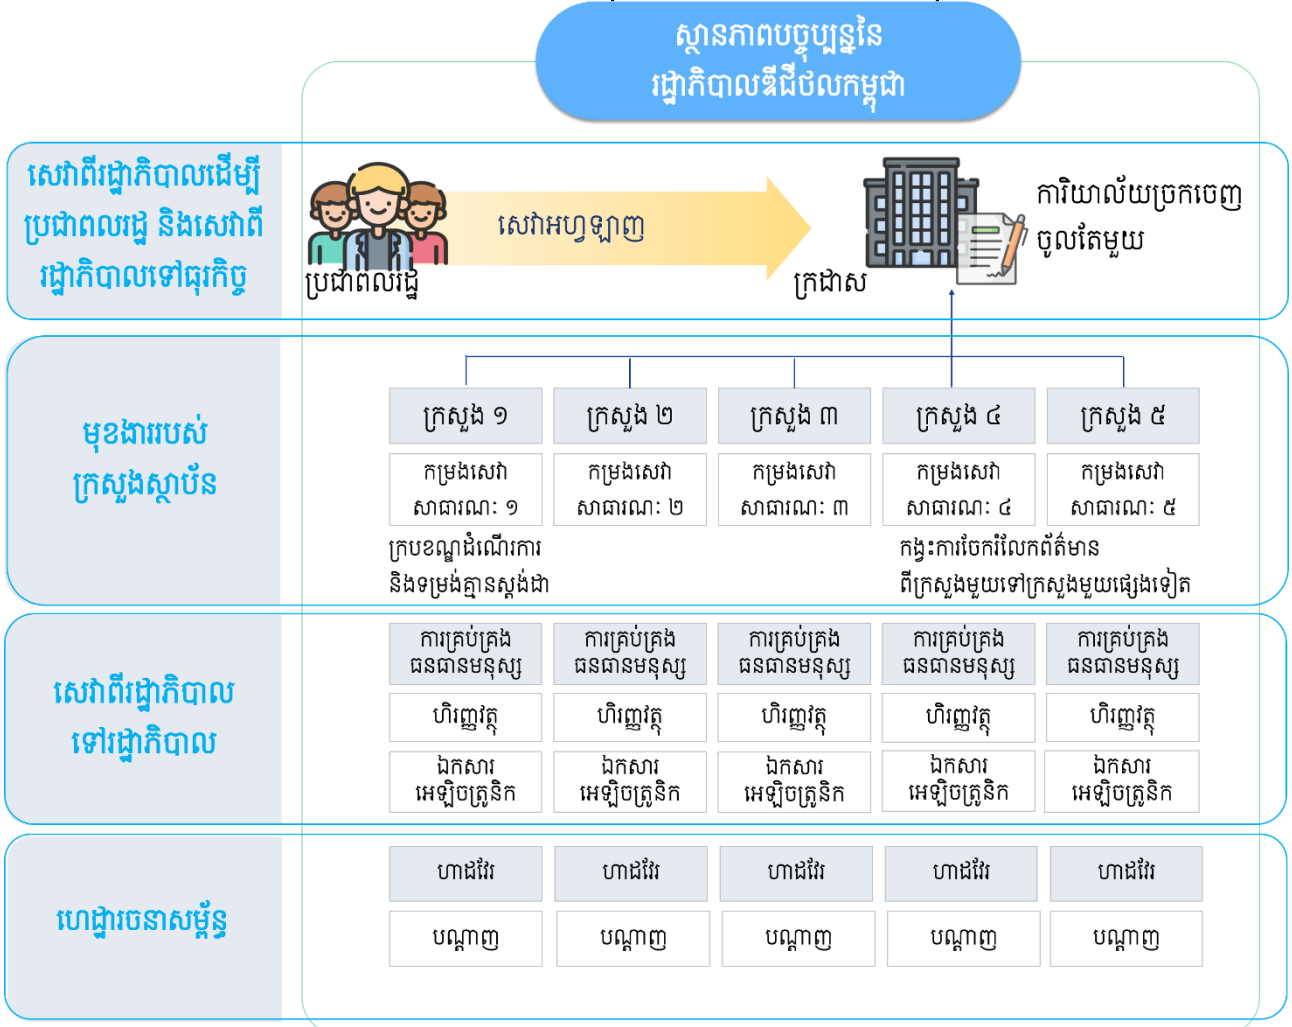 ស្ថានភាពបច្ចុប្បន្ននៃ
រដ្ឋាភិបាលឌីជីថលកម្ពុជា
សេវាពីរដ្ឋាភិបាលដើម្បី
ប្រជាពលរដ្ឋ និងសេវាពី
រដ្ឋាភិបាលទៅធុរកិច្ច
សេវាអហ្វឡាញ
ប្រជាពលរដ្ឋ
ក្រដាស
ការិយាល័យច្រកចេញ
ចូលតែមួយ
មុខងាររបស់
ក្រសួងស្ថាប័ន
ក្រសួង ១
ក្រសួង ២
ក្រសួង ៣
ក្រសួង ៤
ក្រសួង ៥
កម្រងសេវា
សាធារណៈ ១
កម្រងសេវា
សាធារណៈ ២
កម្រងសេវា
សាធារណៈ ៣
កម្រងសេវា
សាធារណៈ ៤
កម្រងសេវា
សាធារណៈ ៥
ក្របខណ្ឌដំណើរការ
និងទម្រង់គ្មានស្តង់ដា
កង្វះការចែករំលែកព័ត៌មាន
ពីក្រសួងមួយទៅក្រសួងមួយផ្សេងទៀត
សេវាពីរដ្ឋាភិបាល
ទៅរដ្ឋាភិបាល
ការគ្រប់គ្រង
ធនធានមនុស្ស
ការគ្រប់គ្រង
ធនធានមនុស្ស
ការគ្រប់គ្រង
ធនធានមនុស្ស
ការគ្រប់គ្រង
ធនធានមនុស្ស
ការគ្រប់គ្រង
ធនធានមនុស្ស
ហិរញ្ញវត្ថុ
ហិរញ្ញវត្ថុ
ហិរញ្ញវត្ថុ
ហិរញ្ញវត្ថុ
ហិរញ្ញវត្ថុ
ឯកសារ
អេឡិចត្រូនិក
ឯកសារ
អេឡិចត្រូនិក
ឯកសារ
អេឡិចត្រូនិក
ឯកសារ
អេឡិចត្រូនិក
ឯកសារ
អេឡិចត្រូនិក
ហេដ្ឋារចនាសម្ព័ន្ធ
ហាដវែរ
ហាដវែរ
ហាដវែរ
ហាដវែរ
ហាដវែរ
បណ្តាញ
បណ្តាញ
បណ្តាញ
បណ្តាញ
បណ្តាញ